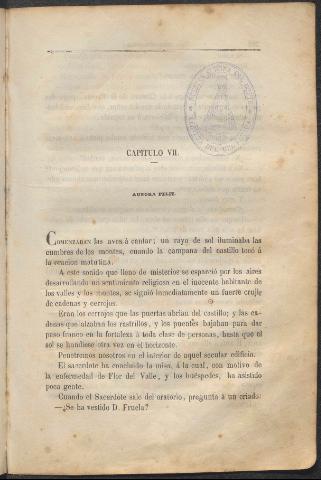 CAPITULO VII.
AURORA FELIZ.
COMENZABAN las aves á cantar; un rayo de sol iluminaba las
cumbres de los montes, cuando la campana del castillo tocó á
la oracion matutina.
A este sonido que lleno de misterios se esparció por los aires
desarrollando un sentimiento religioso en el inocente habitante de
los valles y los montes, se siguió inmediatamente un fuerte crugir
de cadenas y cerrojos.
Eran los cerrojos que las puertas abrian del castillo; y las ca-
denas que alzaban los rastrillos, y los puentes bajaban para dar
paso franco en la fortaleza á toda clase de personas, hasta que el
sol se hundiese otra vez en el horizonte.
Penetremos nosotros en el interior de aquel secular edificio.
El sacerdote ha concluido la misa, á la cual, con motivo de
la enfermedad de Flor del Valle, y los huéspedes, ha asistido
poca gente.
Cuando el Sacerdote sale del oratorio, pregunta á un criado:
—¿Se ha vestido D. Fruela?